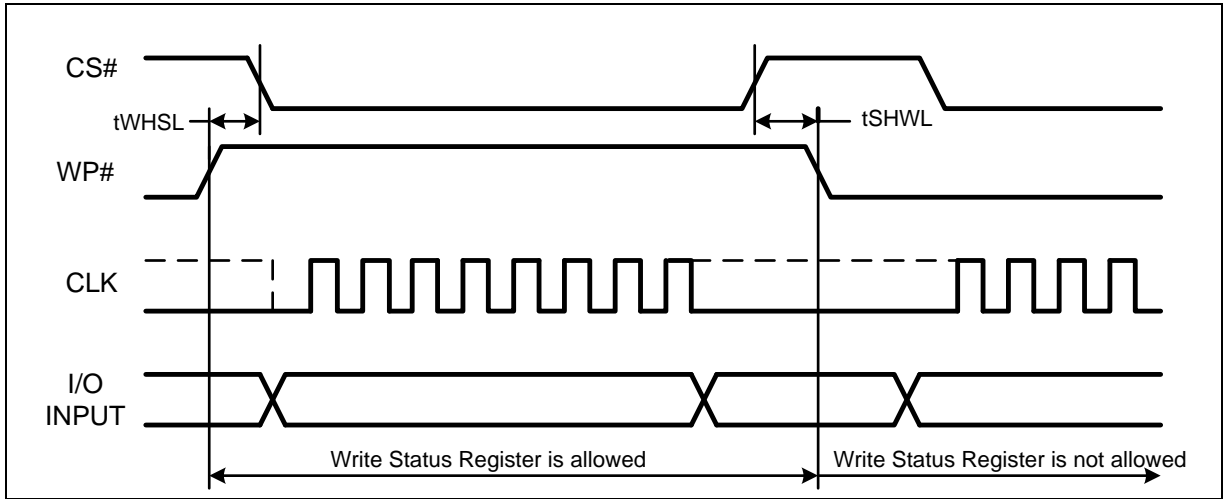 CS#
tWHSL
tSHWL
WP#
CLK
I/O
INPUT
Write Status Register is allowed
Write Status Register is not allowed